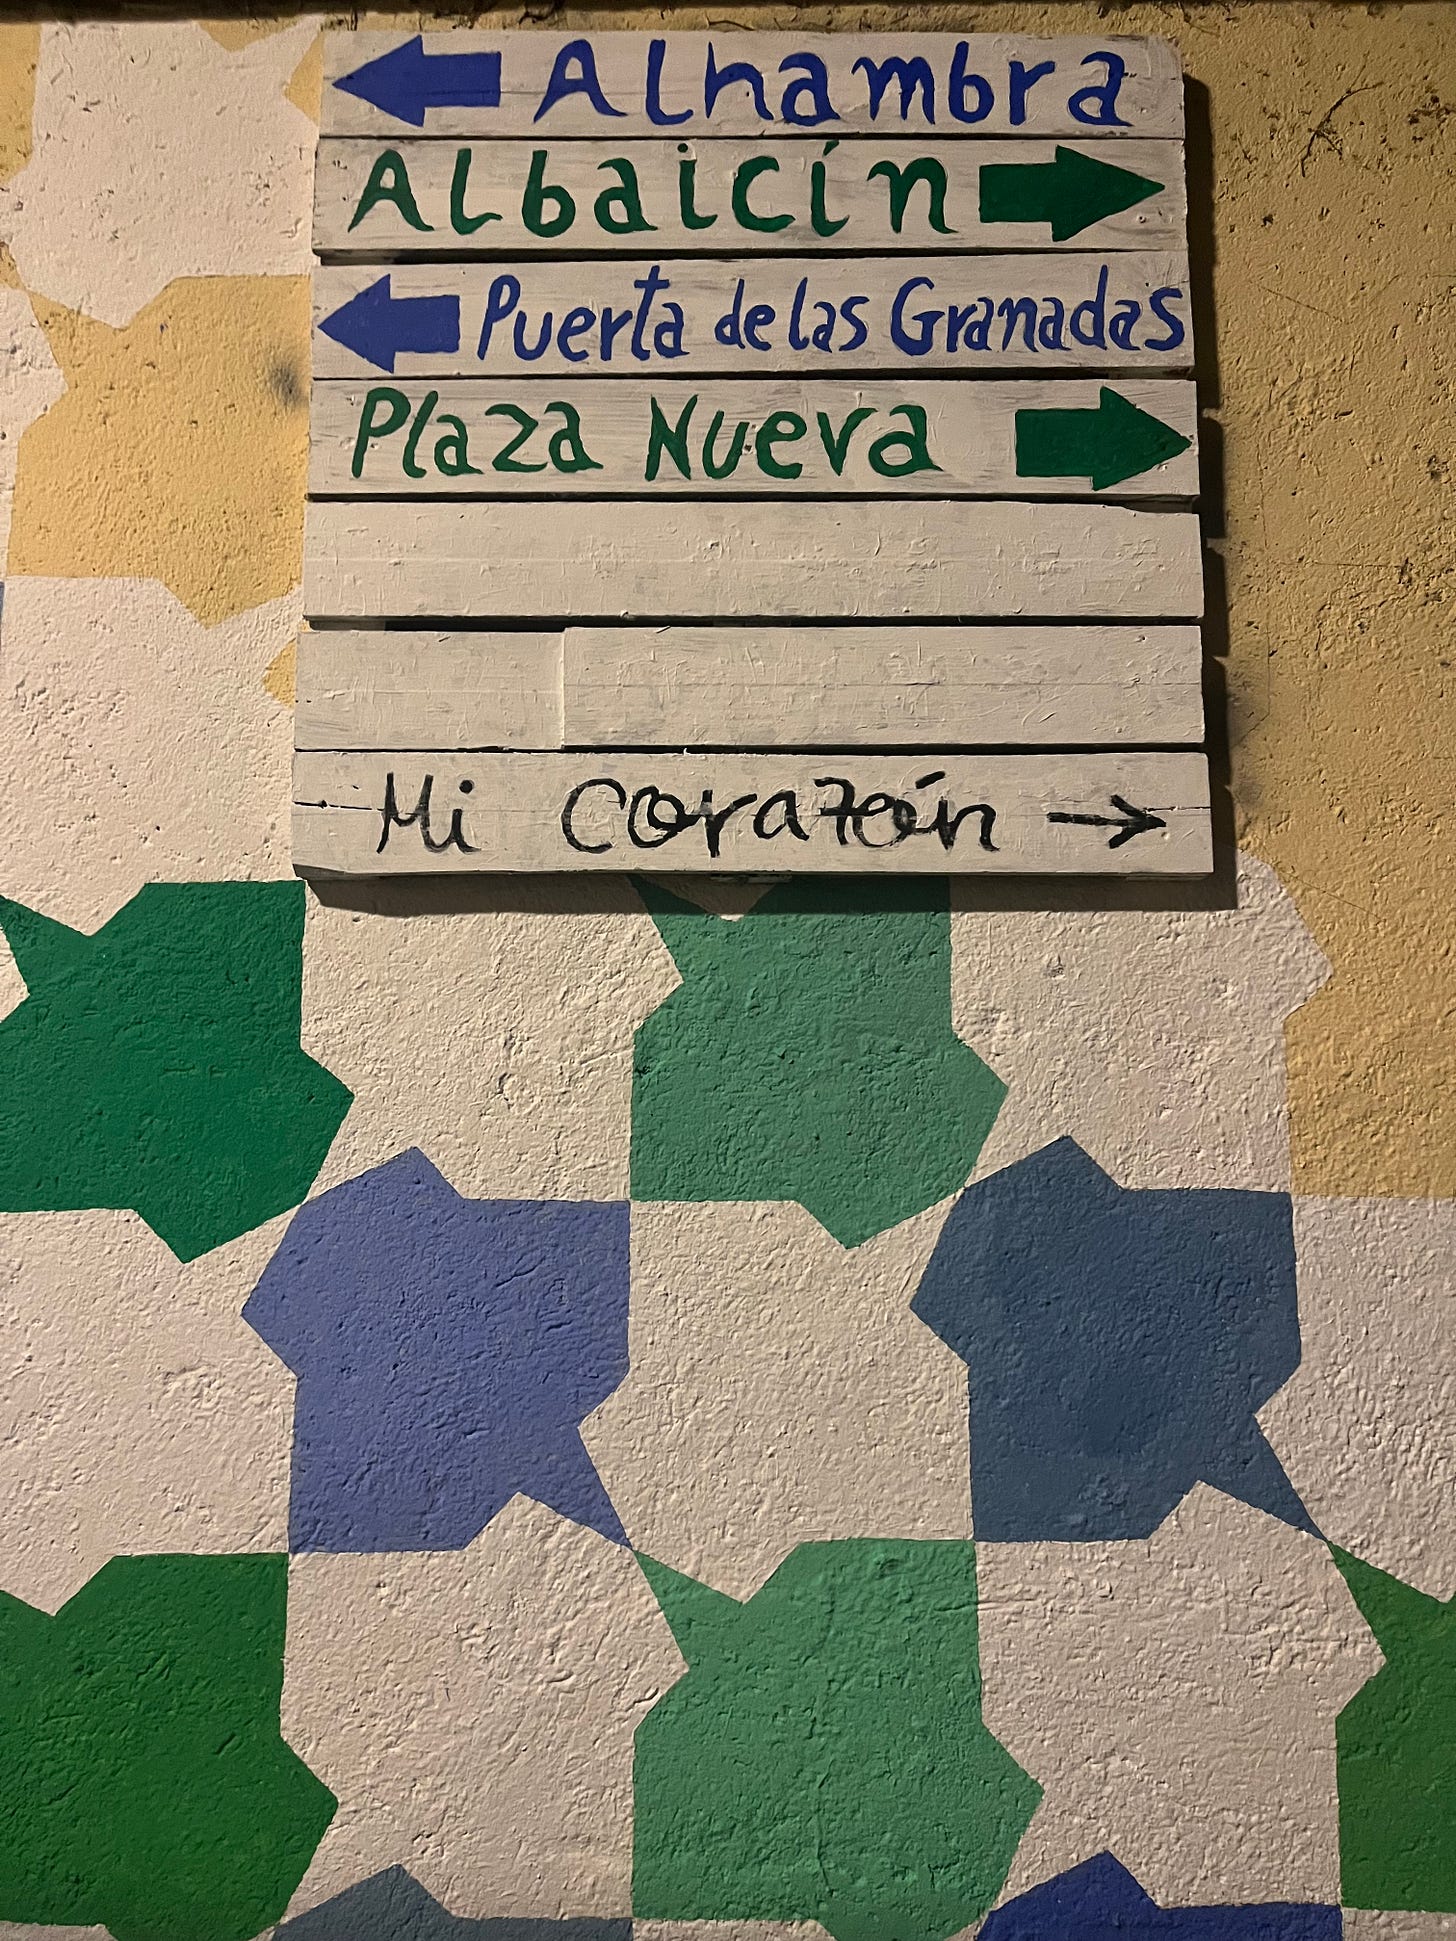 ← Alhambra
Albaicín →
← Puerta de las Granadas
Plaza Nueva →
Mi corazón →